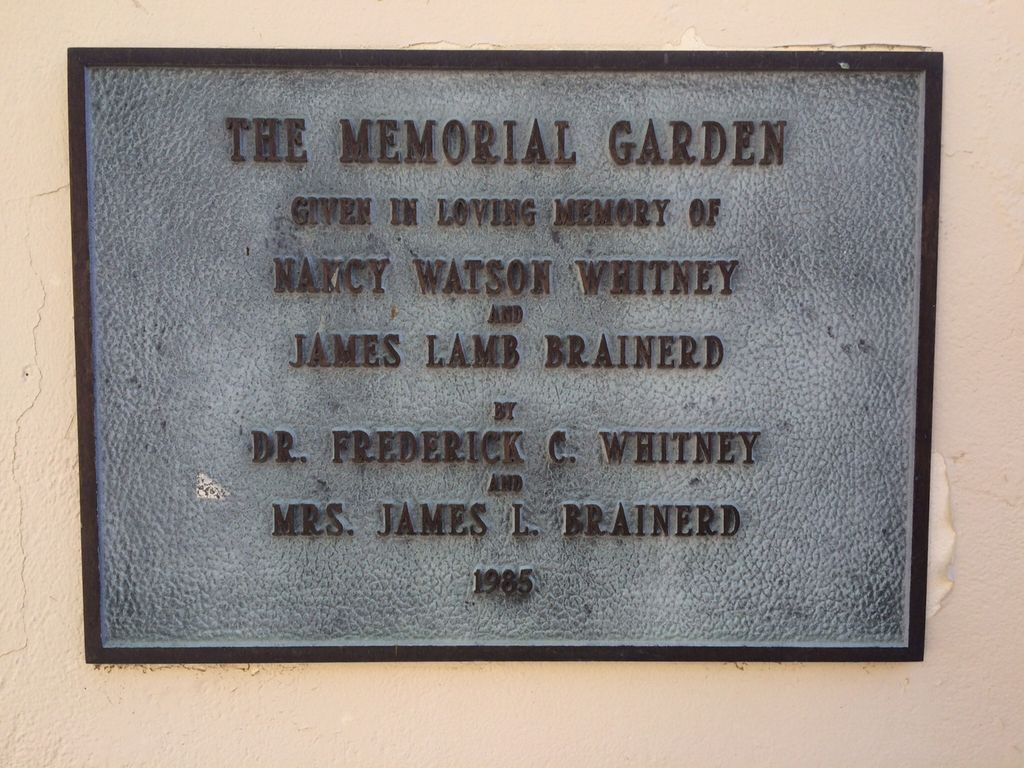 THE MEMORIAL GARDEN
GIVEN IN LOVING MEMORY OF
NANCY WATSON WHITNEY
AND
JAMES LAMB BRAINERD
BY
DR. FREDERICK C. WHITNEY
AND
MRS. JAMES L. BRAINERD
1985